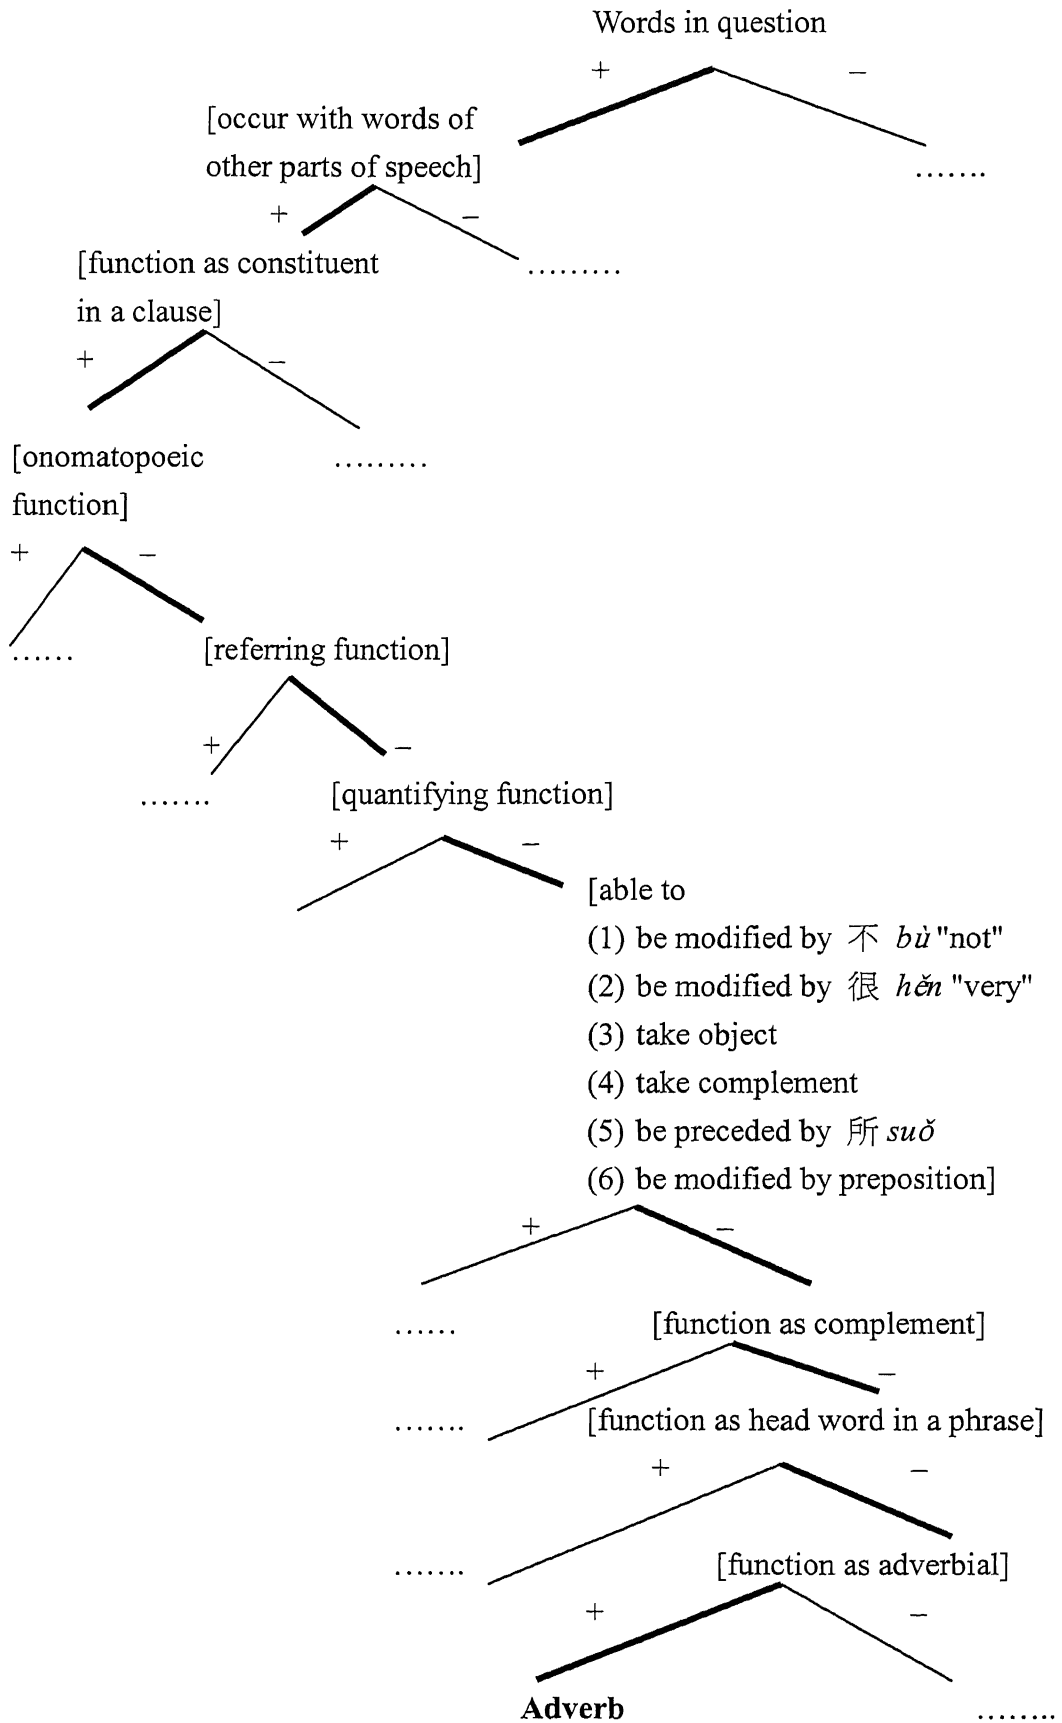 Words in question
+ −
[occur with words of
other parts of speech]
.......
+ −
[function as constituent
in a clause]
.........
+ −
[onomatopoeic
function]
.........
+ −
......
[referring function]
+ −
.......
[quantifying function]
+ −
[able to
(1) be modified by 不 bù "not"
(2) be modified by 很 hěn "very"
(3) take object
(4) take complement
(5) be preceded by 所 suǒ
(6) be modified by preposition]
+ −
......
[function as complement]
+ −
.......
[function as head word in a phrase]
+ −
.......
[function as adverbial]
+ −
Adverb
........